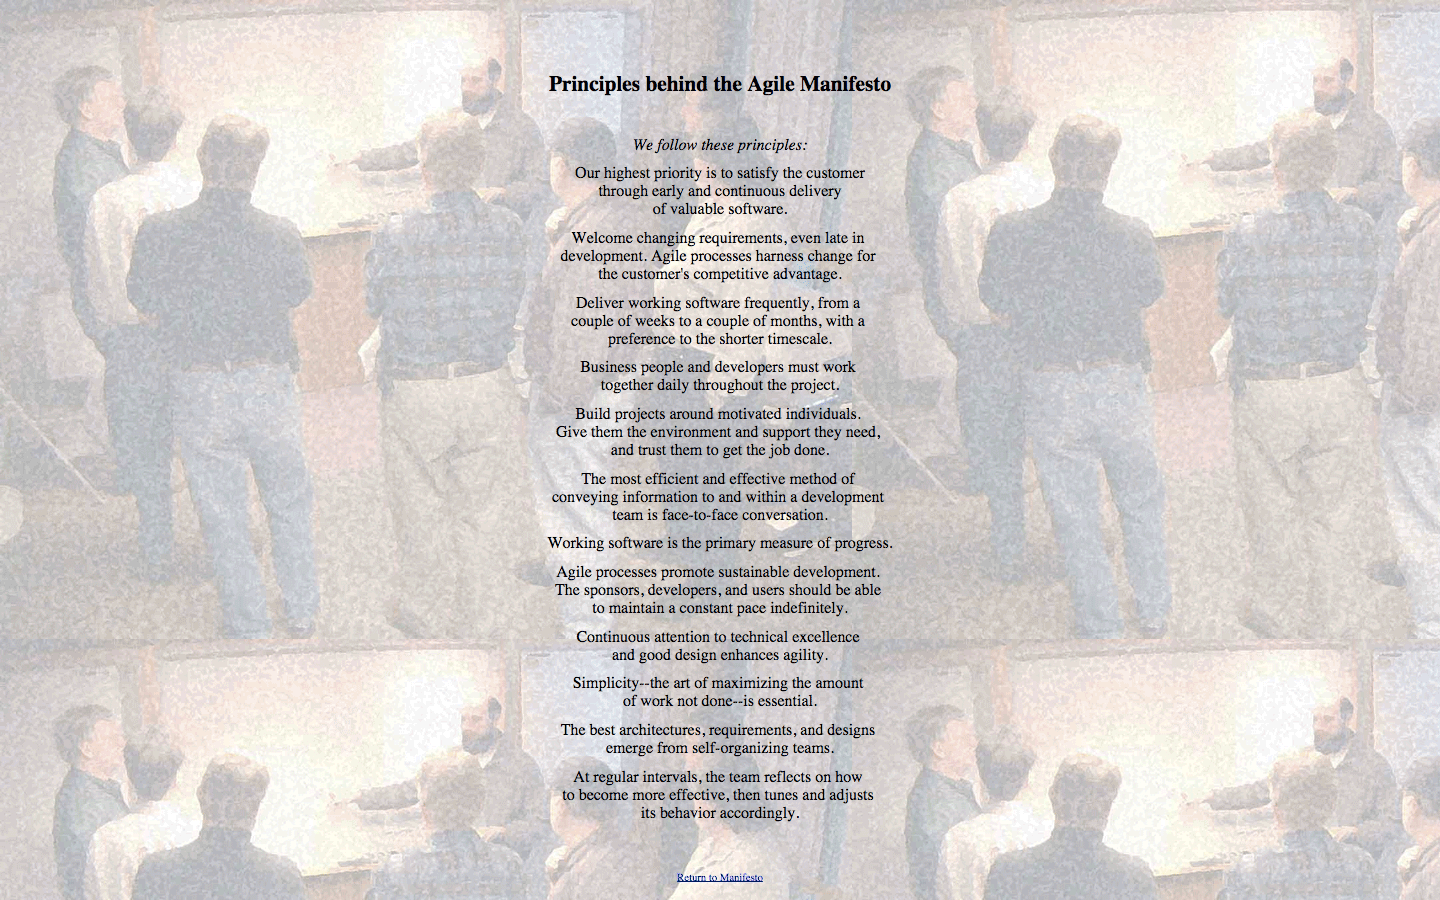 Principles behind the Agile Manifesto
We follow these principles:
Our highest priority is to satisfy the customer
through early and continuous delivery
of valuable software.
Welcome changing requirements, even late in
development. Agile processes harness change for
the customer's competitive advantage.
Deliver working software frequently, from a
couple of weeks to a couple of months, with a
preference to the shorter timescale.
Business people and developers must work
together daily throughout the project.
Build projects around motivated individuals.
Give them the environment and support they need,
and trust them to get the job done.
The most efficient and effective method of
conveying information to and within a development
team is face-to-face conversation.
Working software is the primary measure of progress.
Agile processes promote sustainable development.
The sponsors, developers, and users should be able
to maintain a constant pace indefinitely.
Continuous attention to technical excellence
and good design enhances agility.
Simplicity--the art of maximizing the amount
of work not done--is essential.
The best architectures, requirements, and designs
emerge from self-organizing teams.
At regular intervals, the team reflects on how
to become more effective, then tunes and adjusts
its behavior accordingly.
Return to Manifesto